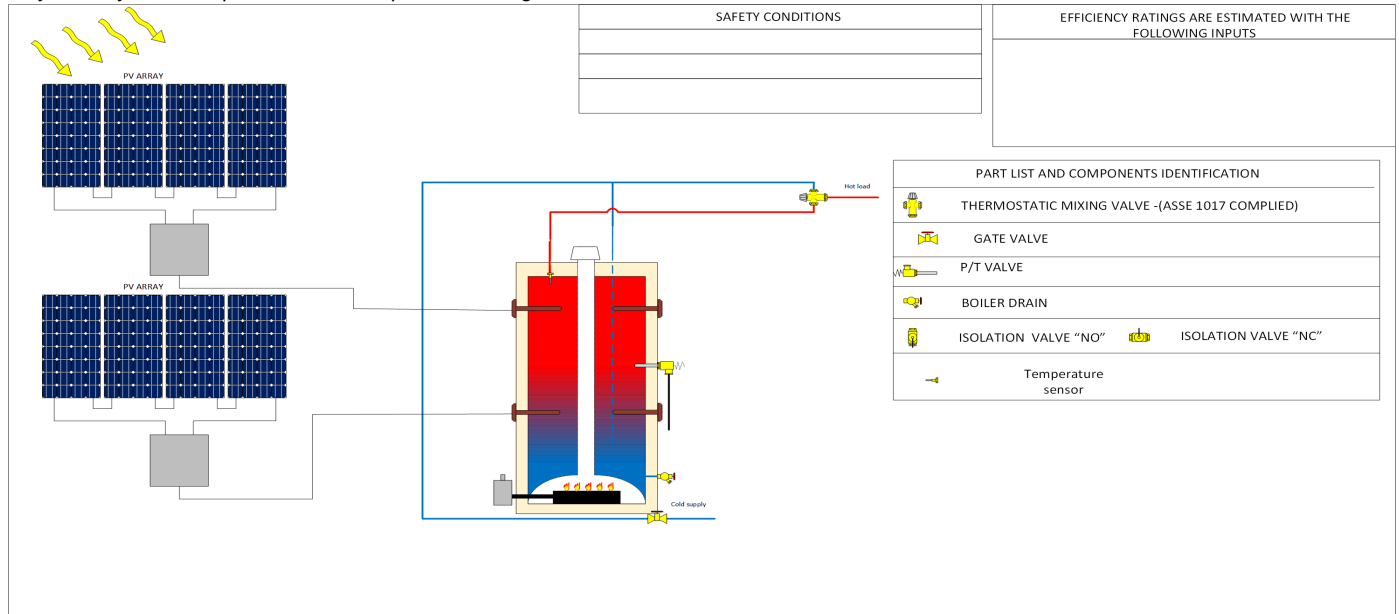 SAFETY CONDITIONS
EFFICIENCY RATINGS ARE ESTIMATED WITH THE
FOLLOWING INPUTS
PV ARRAY
PART LIST AND COMPONENTS IDENTIFICATION
Hot load
THERMOSTATIC MIXING VALVE -(ASSE 1017 COMPLIED)
GATE VALVE
P/T VALVE
PV ARRAY
BOILER DRAIN
ISOLATION VALVE “NO”
ISOLATION VALVE “NC”
Temperature
sensor
Cold supply